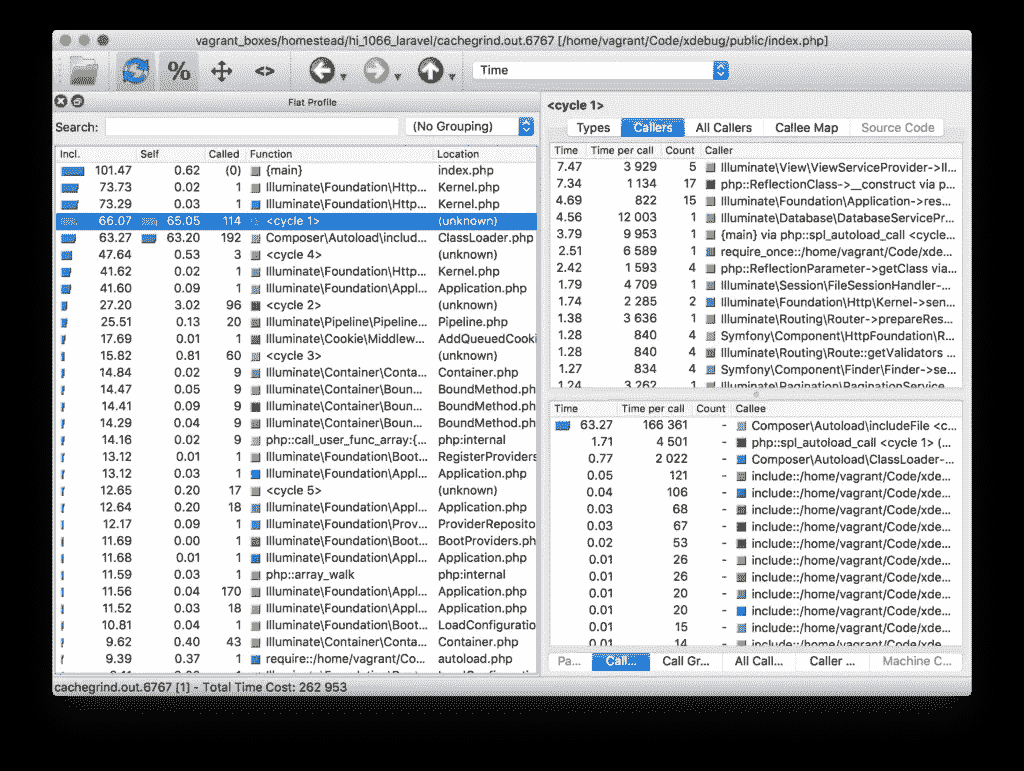 vagrant_boxes/homestead/hi_1066_laravel/cachegrind.out.6767 [/home/vagrant/Code/xdebug/public/index.php]
% <> Time
Flat Profile
Search: (No Grouping)
Incl. Self Called Function Location
101.47 0.62 (0) {main} index.php
73.73 0.02 1 Illuminate\Foundation\Http... Kernel.php
73.29 0.03 1 Illuminate\Foundation\Http... Kernel.php
66.07 65.05 114 <cycle 1> (unknown)
63.27 63.20 192 Composer\Autoload\includ... ClassLoader.php
47.64 0.53 3 <cycle 4> (unknown)
41.62 0.02 1 Illuminate\Foundation\Http... Kernel.php
41.60 0.09 1 Illuminate\Foundation\Appl... Application.php
27.20 3.02 96 <cycle 2> (unknown)
25.51 0.13 20 Illuminate\Pipeline\Pipeline... Pipeline.php
17.69 0.01 1 Illuminate\Cookie\Middlew... AddQueuedCooki
15.82 0.81 60 <cycle 3> (unknown)
14.84 0.02 9 Illuminate\Container\Conta... Container.php
14.47 0.05 9 Illuminate\Container\Boun... BoundMethod.ph
14.41 0.09 9 Illuminate\Container\Boun... BoundMethod.ph
14.29 0.04 9 Illuminate\Container\Boun... BoundMethod.ph
14.16 0.02 9 php::call_user_func_array:{... php:internal
13.12 0.01 1 Illuminate\Foundation\Boot... RegisterProviders
13.12 0.03 1 Illuminate\Foundation\Appl... Application.php
12.65 0.20 17 <cycle 5> (unknown)
12.64 0.20 18 Illuminate\Foundation\Appl... Application.php
12.17 0.09 1 Illuminate\Foundation\Prov... ProviderReposito
11.69 0.00 1 Illuminate\Foundation\Boot... BootProviders.ph
11.68 0.01 1 Illuminate\Foundation\Appl... Application.php
11.59 0.03 1 php::array_walk php:internal
11.56 0.04 170 Illuminate\Foundation\Appl... Application.php
11.52 0.03 18 Illuminate\Foundation\Appl... Application.php
10.81 0.04 1 Illuminate\Foundation\Boot... LoadConfiguratio
9.62 0.40 43 Illuminate\Container\Conta... Container.php
9.39 0.37 1 require::/home/vagrant/Co... autoload.php
cachegrind.out.6767 [1] - Total Time Cost: 262 953
<cycle 1>
Types Callers All Callers Callee Map Source Code
Time Time per call Count Caller
7.47 3 929 5 Illuminate\View\ViewServiceProvider->Il...
7.34 1 134 17 php::ReflectionClass->__construct via p...
4.69 822 15 Illuminate\Foundation\Application->res...
4.56 12 003 1 Illuminate\Database\DatabaseServicePr...
3.79 9 953 1 {main} via php::spl_autoload_call <cycle...
2.51 6 589 1 require_once::/home/vagrant/Code/xde...
2.42 1 593 4 php::ReflectionParameter->getClass via...
1.79 4 709 1 Illuminate\Session\FileSessionHandler-...
1.74 2 285 2 Illuminate\Foundation\Http\Kernel->sen...
1.38 3 636 1 Illuminate\Routing\Router->prepareRes...
1.28 840 4 Symfony\Component\HttpFoundation\R...
1.28 840 4 Illuminate\Routing\Route::getValidators ...
1.27 834 4 Symfony\Component\Finder\Finder->se...
1.24 3 262 1 Illuminate\Pagination\PaginationService
Time Time per call Count Callee
63.27 166 361 - Composer\Autoload\includeFile <c...
1.71 4 501 - php::spl_autoload_call <cycle 1> (...
0.77 2 022 - Composer\Autoload\ClassLoader-...
0.05 121 - include::/home/vagrant/Code/xde...
0.04 106 - include::/home/vagrant/Code/xde...
0.03 68 - include::/home/vagrant/Code/xde...
0.03 67 - include::/home/vagrant/Code/xde...
0.02 53 - include::/home/vagrant/Code/xde...
0.01 26 - include::/home/vagrant/Code/xde...
0.01 26 - include::/home/vagrant/Code/xde...
0.01 20 - include::/home/vagrant/Code/xde...
0.01 20 - include::/home/vagrant/Code/xde...
0.01 15 - include::/home/vagrant/Code/xde...
0.01 14 - include::/home/vagrant/Code/xde...
Pa... Call... Call Gr... All Call... Caller ... Machine C...